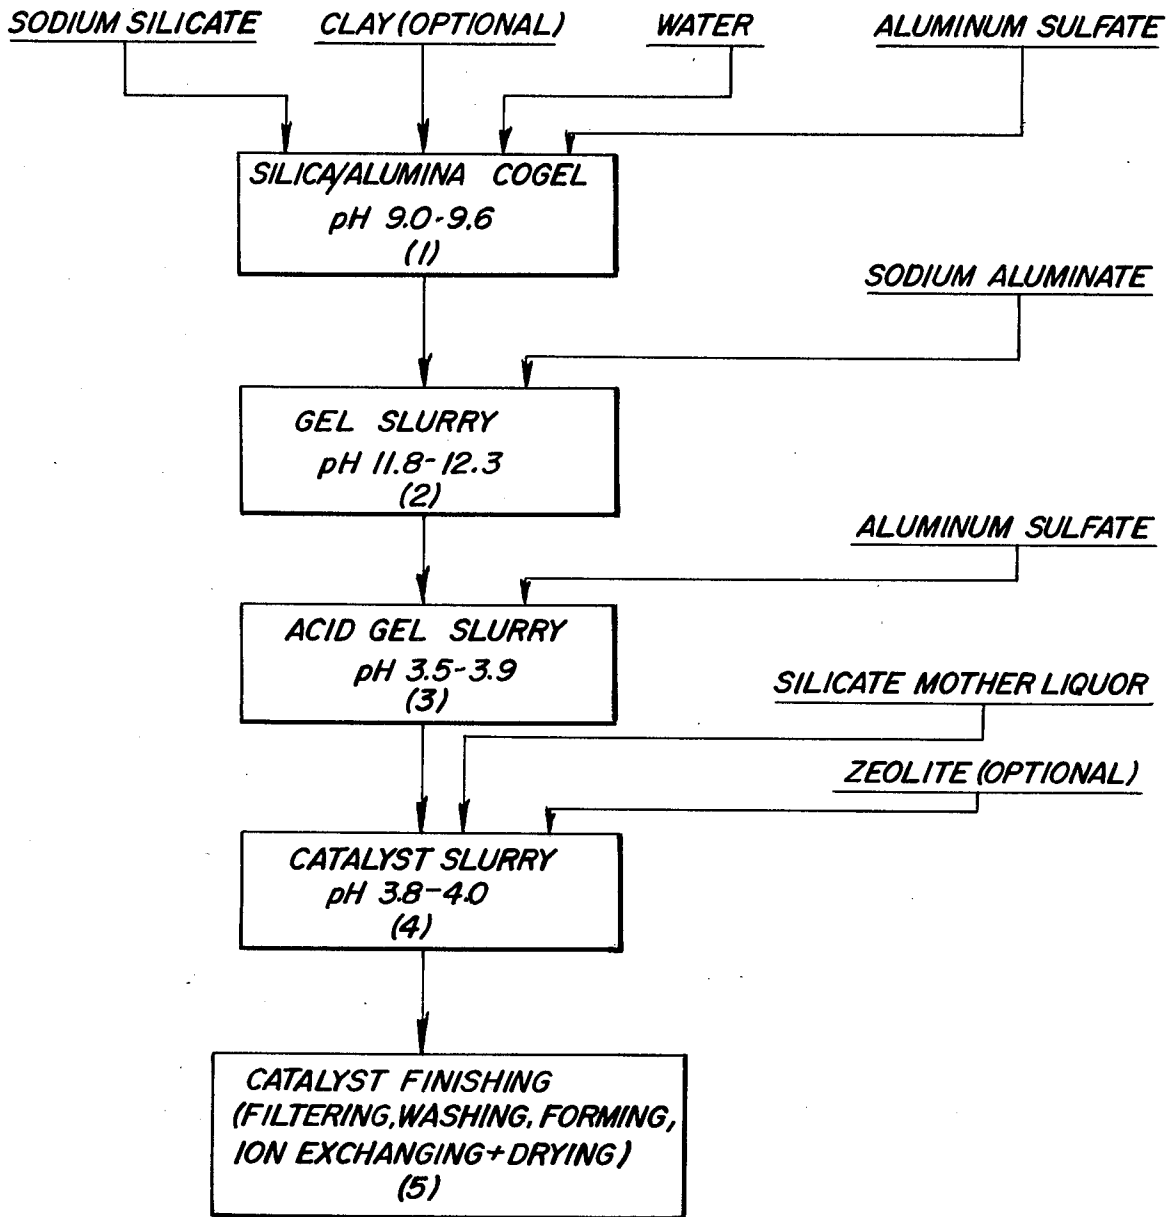 SODIUM SILICATE
CLAY (OPTIONAL)
WATER
ALUMINUM SULFATE
SILICA/ALUMINA COGEL
pH 9.0-9.6
(1)
SODIUM ALUMINATE
GEL SLURRY
pH 11.8-12.3
(2)
ALUMINUM SULFATE
ACID GEL SLURRY
pH 3.5-3.9
(3)
SILICATE MOTHER LIQUOR
ZEOLITE (OPTIONAL)
CATALYST SLURRY
pH 3.8-4.0
(4)
CATALYST FINISHING
(FILTERING, WASHING, FORMING,
ION EXCHANGING + DRYING)
(5)